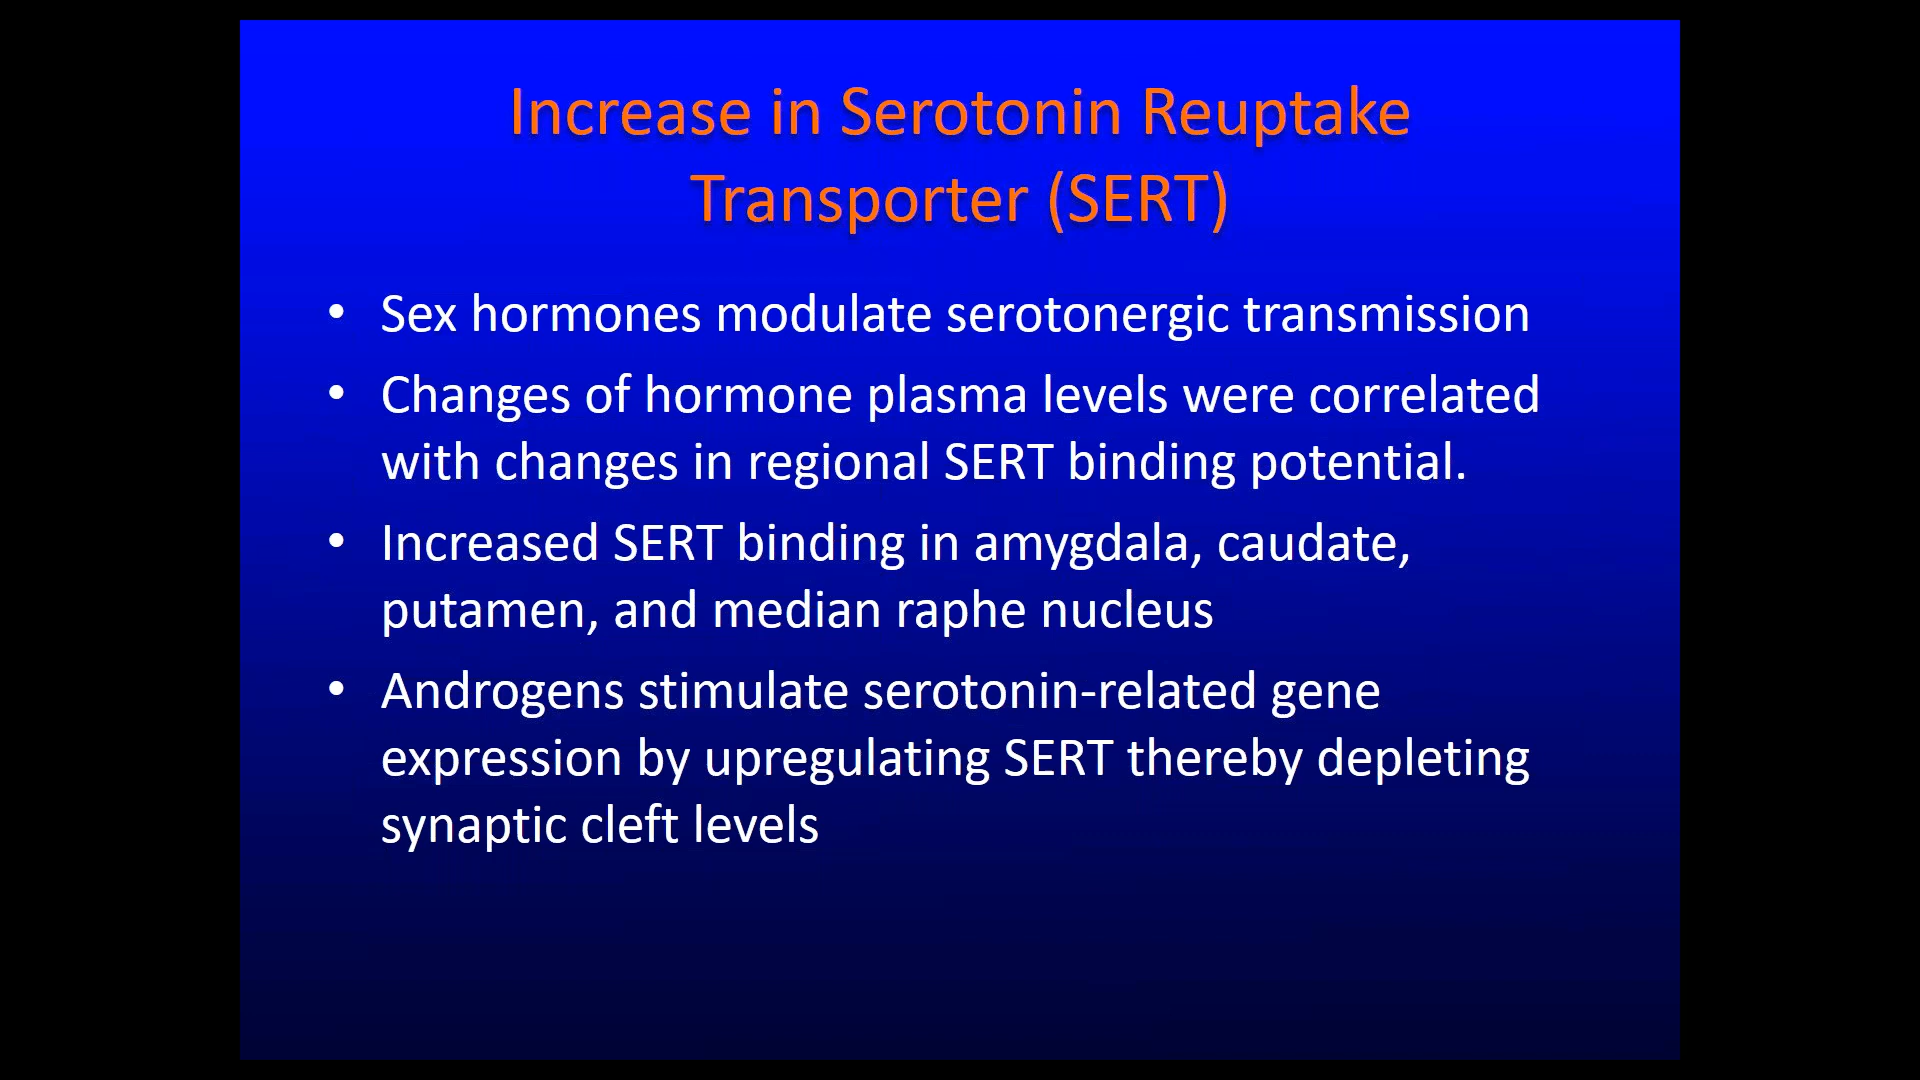 Increase in Serotonin Reuptake
Transporter (SERT)
• Sex hormones modulate serotonergic transmission
• Changes of hormone plasma levels were correlated
with changes in regional SERT binding potential.
• Increased SERT binding in amygdala, caudate,
putamen, and median raphe nucleus
• Androgens stimulate serotonin-related gene
expression by upregulating SERT thereby depleting
synaptic cleft levels